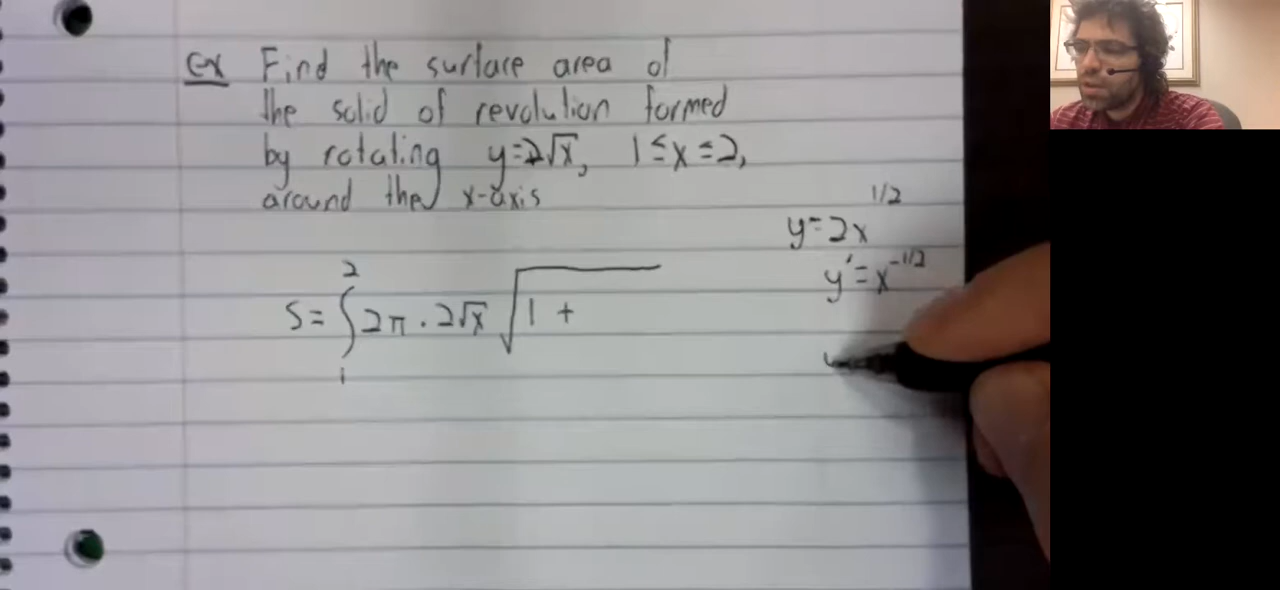 ex Find the surface area of
the solid of revolution formed
by rotating y=2√x, 1≤x≤2,
around the x-axis
y=2x^1/2
y'=x^-1/2
S=∫₁² 2π·2√x √1+